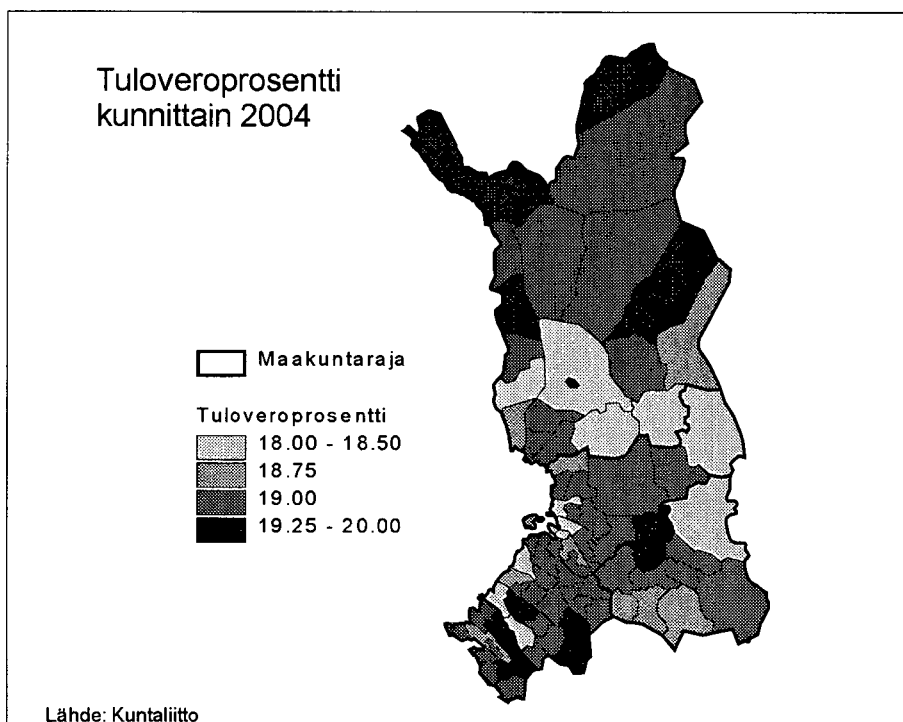 Tuloveroprosentti
kunnittain 2004
Maakuntaraja
Tuloveroprosentti
18.00 - 18.50
18.75
19.00
19.25 - 20.00
Lähde: Kuntaliitto